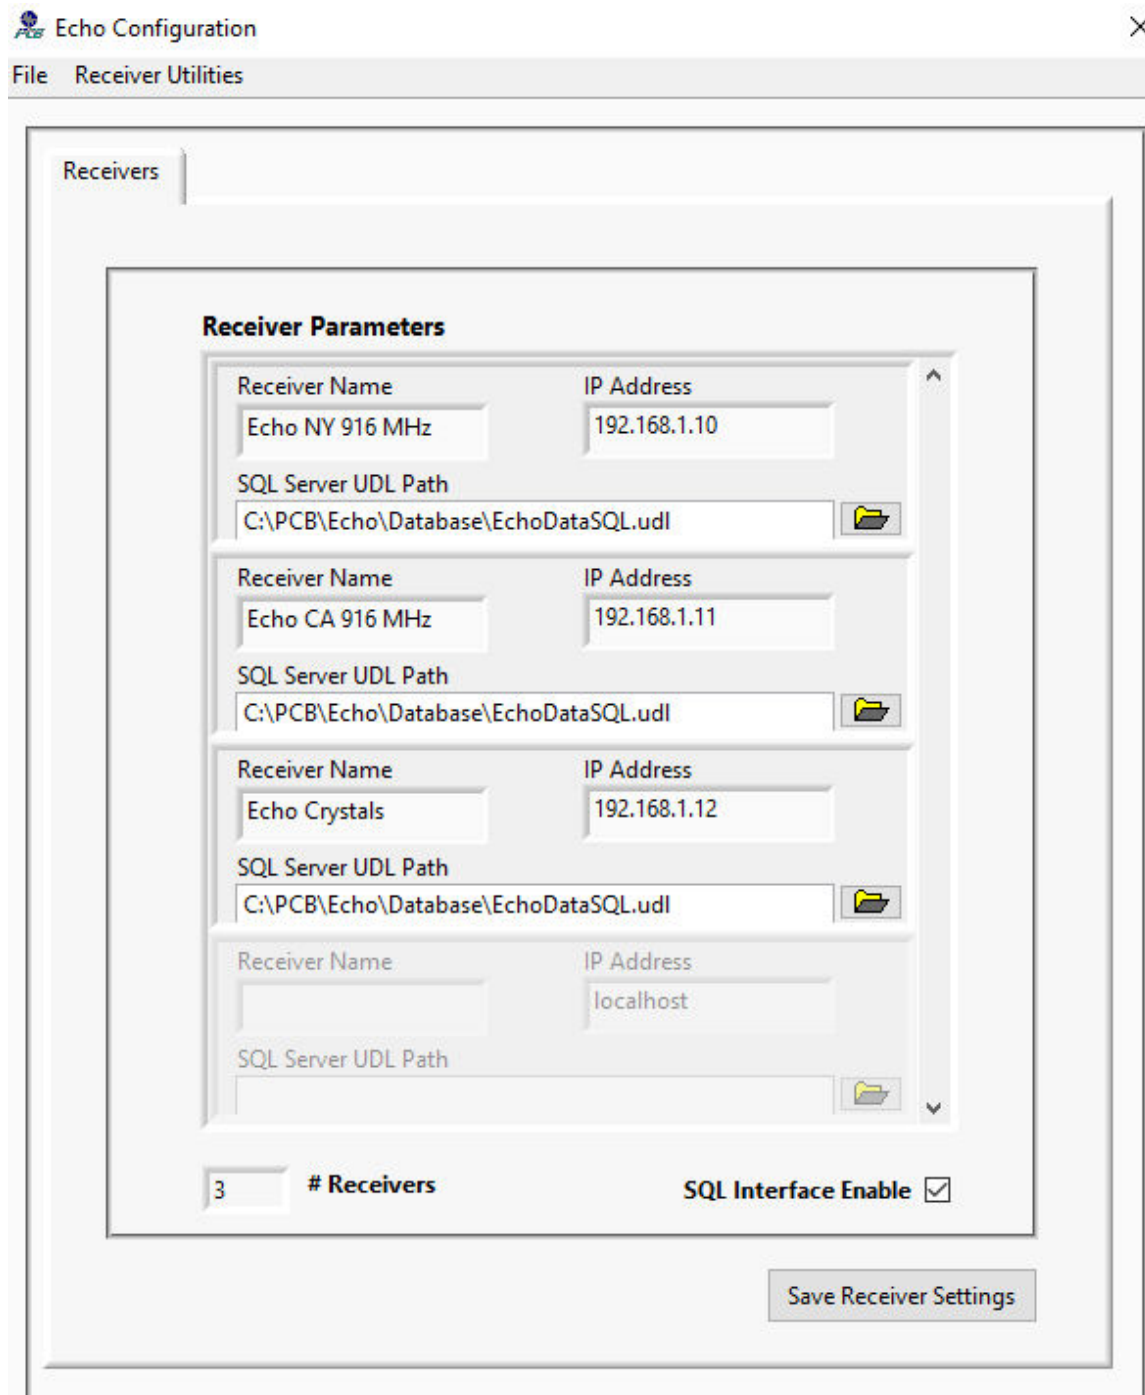 PCB
Echo Configuration
File Receiver Utilities
Receivers
Receiver Parameters
Receiver Name IP Address
Echo NY 916 MHz 192.168.1.10
SQL Server UDL Path
C:\PCB\Echo\Database\EchoDataSQL.udl
Receiver Name IP Address
Echo CA 916 MHz 192.168.1.11
SQL Server UDL Path
C:\PCB\Echo\Database\EchoDataSQL.udl
Receiver Name IP Address
Echo Crystals 192.168.1.12
SQL Server UDL Path
C:\PCB\Echo\Database\EchoDataSQL.udl
Receiver Name IP Address
localhost
SQL Server UDL Path
3 # Receivers SQL Interface Enable
Save Receiver Settings